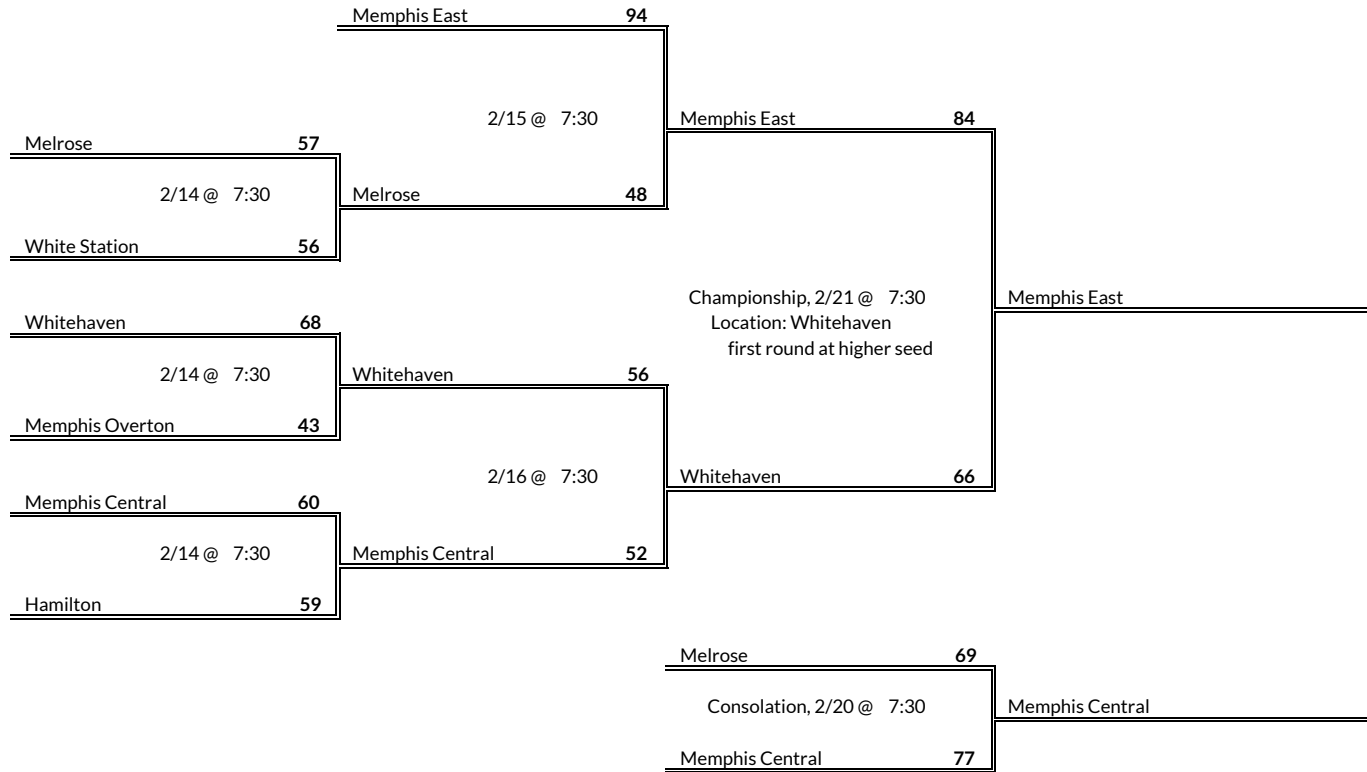 Memphis East 94
2/15 @ 7:30
Memphis East 84
Melrose 57
2/14 @ 7:30
Melrose 48
White Station 56
Championship, 2/21 @ 7:30
Memphis East
Location: Whitehaven
first round at higher seed
Whitehaven 68
2/14 @ 7:30
Whitehaven 56
Memphis Overton 43
2/16 @ 7:30
Whitehaven 66
Memphis Central 60
2/14 @ 7:30
Memphis Central 52
Hamilton 59
Melrose 69
Consolation, 2/20 @ 7:30
Memphis Central
Memphis Central 77